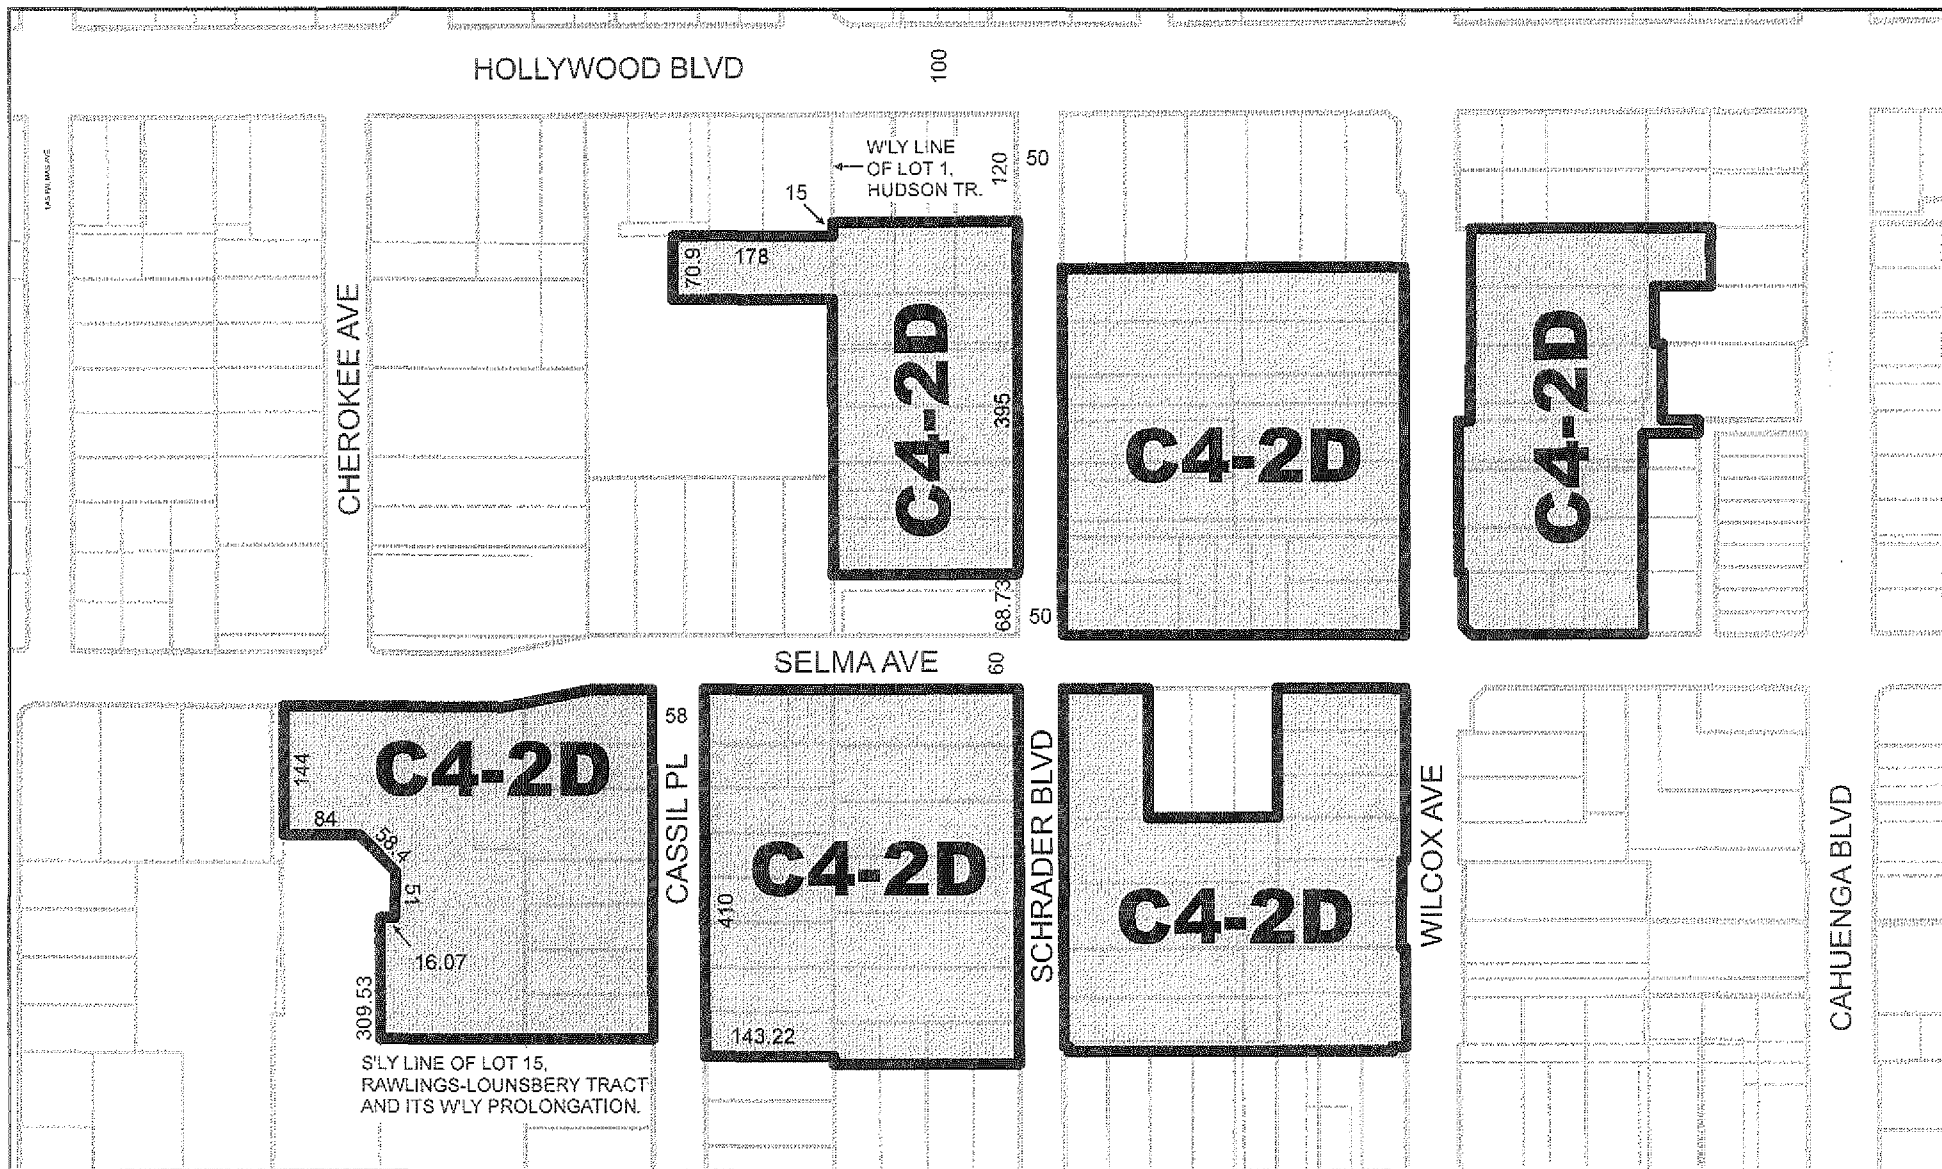 HOLLYWOOD BLVD
100
LAS PALMAS AVE
W'LY LINE
OF LOT 1,
HUDSON TR.
120
50
15
70.9
178
CHEROKEE AVE
C4-2D
395
C4-2D
C4-2D
68.73
50
SELMA AVE
60
58
C4-2D
144
84
58.4
51
16.07
309.53
CASSIL PL
C4-2D
410
143.22
SCHRADER BLVD
C4-2D
WILCOX AVE
CAHUENGA BLVD
S'LY LINE OF LOT 15,
RAWLINGS-LOUNSBERY TRACT
AND ITS W'LY PROLONGATION.